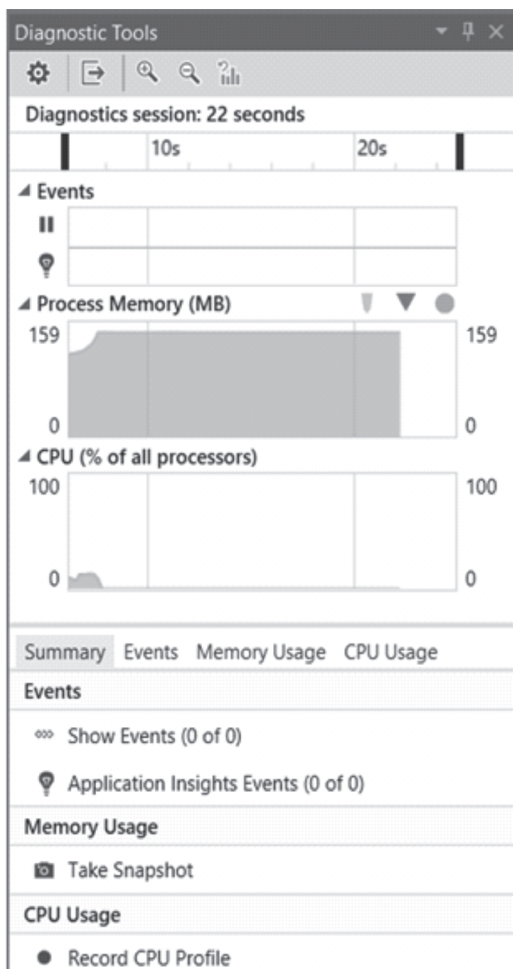 Diagnostic Tools
Diagnostics session: 22 seconds
10s 20s
Events
Process Memory (MB)
159 159
0 0
CPU (% of all processors)
100 100
0 0
Summary Events Memory Usage CPU Usage
Events
Show Events (0 of 0)
Application Insights Events (0 of 0)
Memory Usage
Take Snapshot
CPU Usage
Record CPU Profile